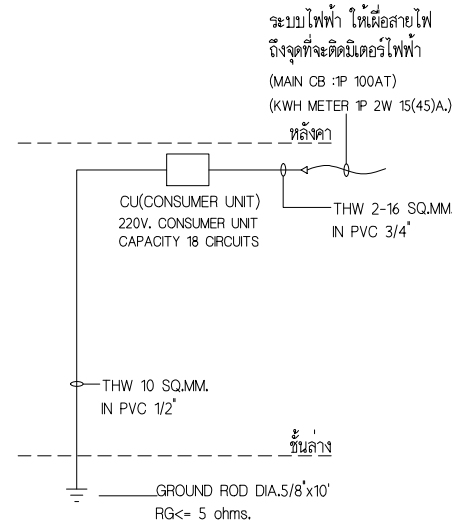 ระบบไฟฟ้า ให้เผื่อสายไฟ
ถึงจุดที่จะติดมิเตอร์ไฟฟ้า
(MAIN CB :1P 100AT)
(KWH METER 1P 2W 15(45)A.)
หลังคา
CU(CONSUMER UNIT)
220V. CONSUMER UNIT
CAPACITY 18 CIRCUITS
THW 2-16 SQ.MM.
IN PVC 3/4"
THW 10 SQ.MM.
IN PVC 1/2"
ชั้นล่าง
GROUND ROD DIA.5/8"x10'
RG<= 5 ohms.